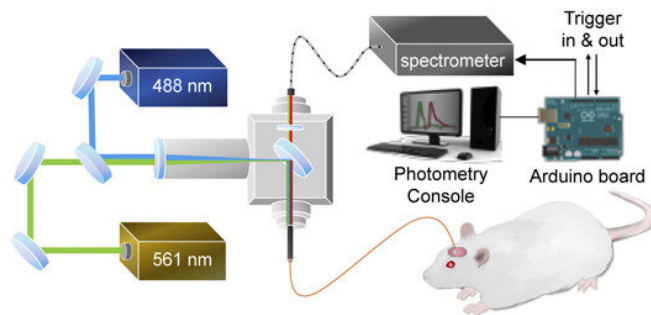 488 nm
561 nm
spectrometer
Trigger
in & out
Photometry
Console
Arduino board